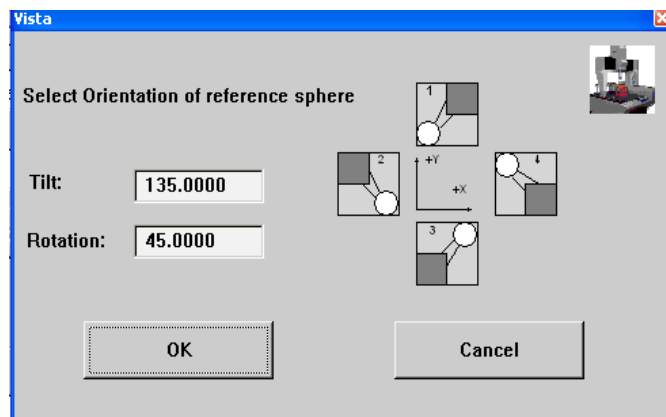 Vista
Select Orientation of reference sphere
1
2
+Y
4
+X
3
Tilt:
135.0000
Rotation:
45.0000
OK
Cancel